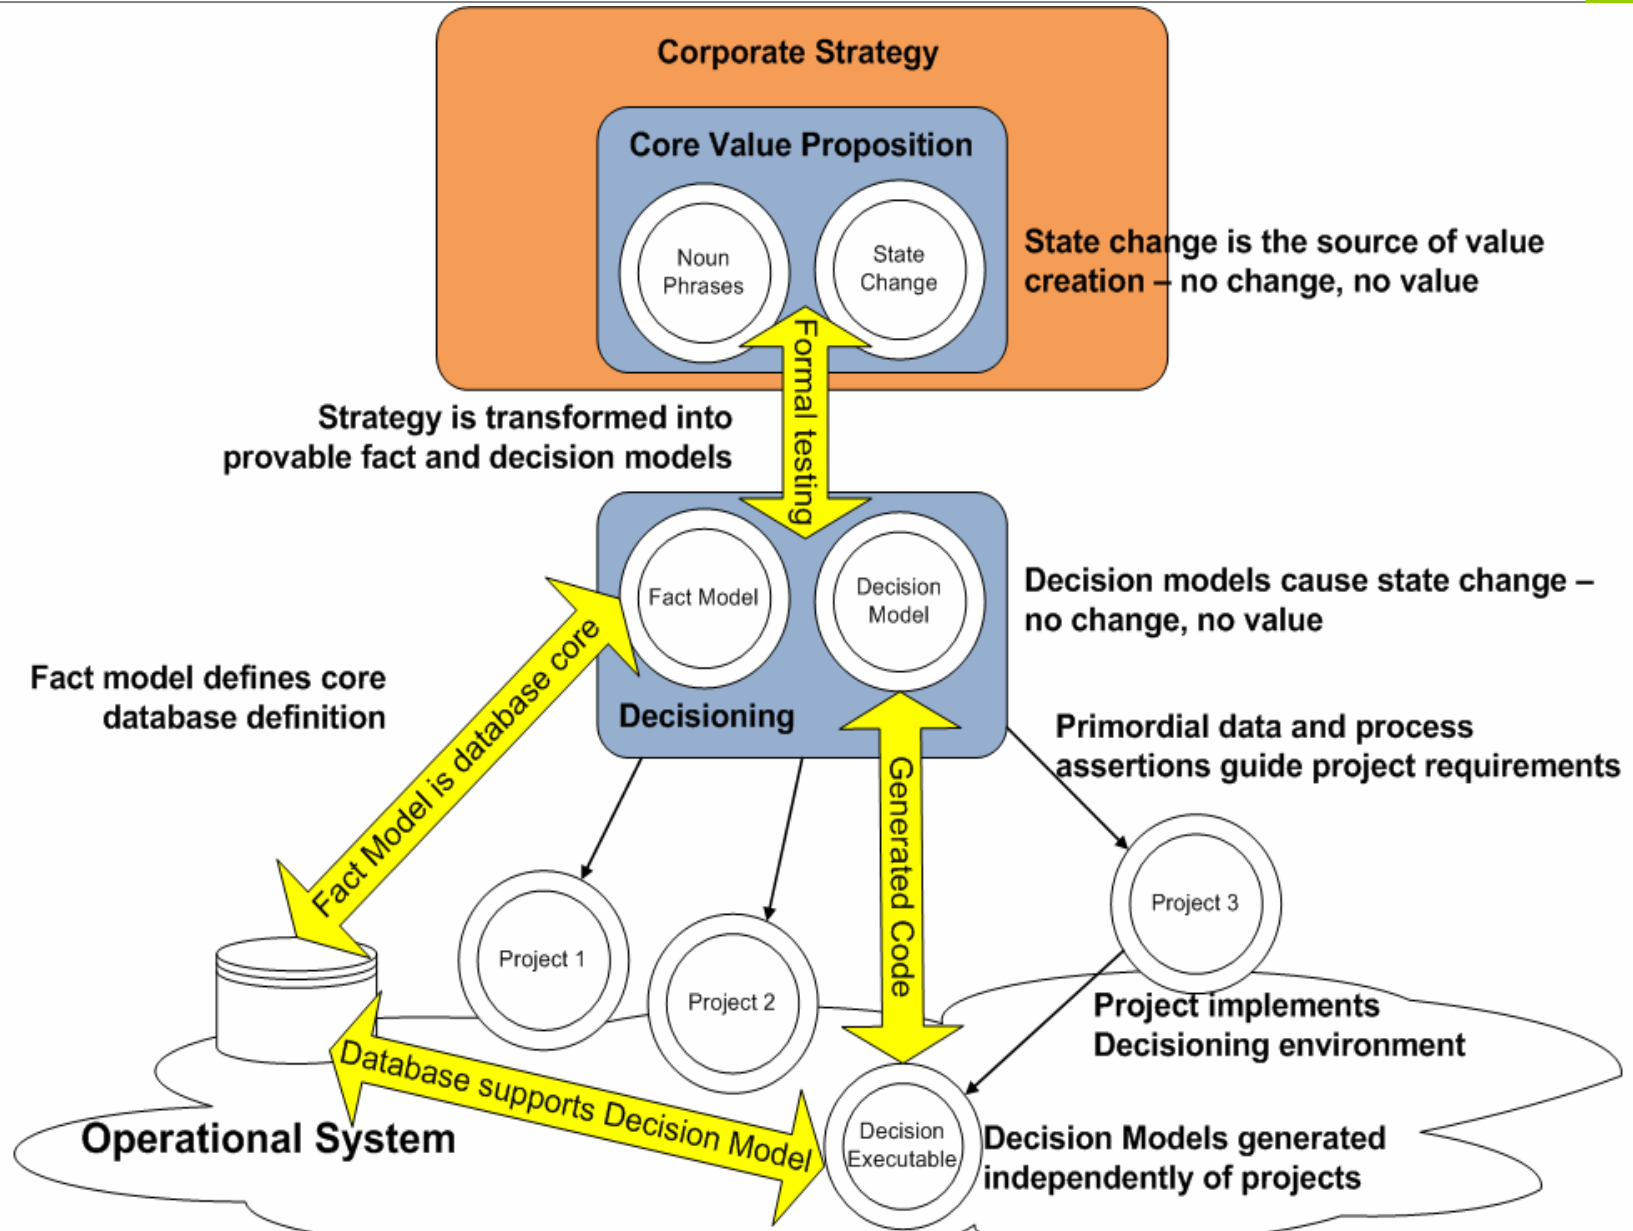 Corporate Strategy
Core Value Proposition
Noun
Phrases
State
Change
State change is the source of value
creation – no change, no value
Formal testing
Strategy is transformed into
provable fact and decision models
Fact Model
Decision
Model
Decision models cause state change –
no change, no value
Decisioning
Fact model defines core
database definition
Fact Model is database core
Primordial data and process
assertions guide project requirements
Generated Code
Project 1
Project 2
Project 3
Project implements
Decisioning environment
Database supports Decision Model
Operational System
Decision
Executable
Decision Models generated
independently of projects